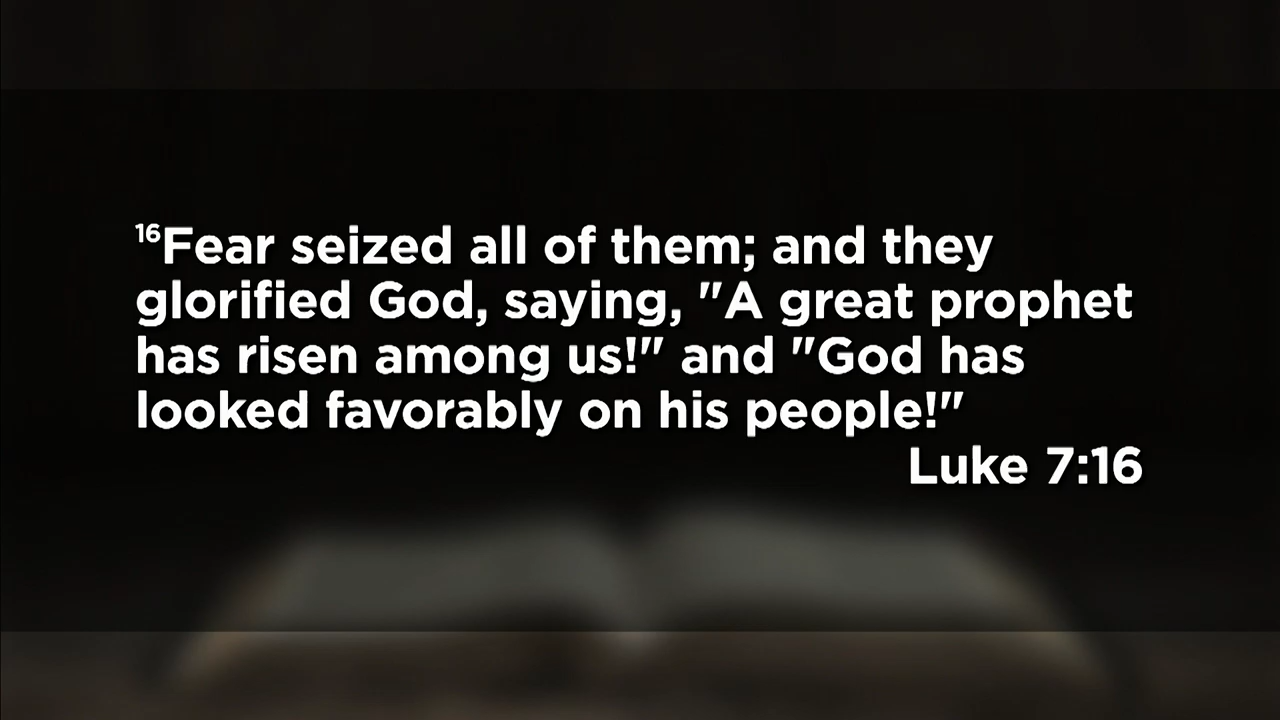 16Fear seized all of them; and they
glorified God, saying, "A great prophet
has risen among us!" and "God has
looked favorably on his people!"
Luke 7:16